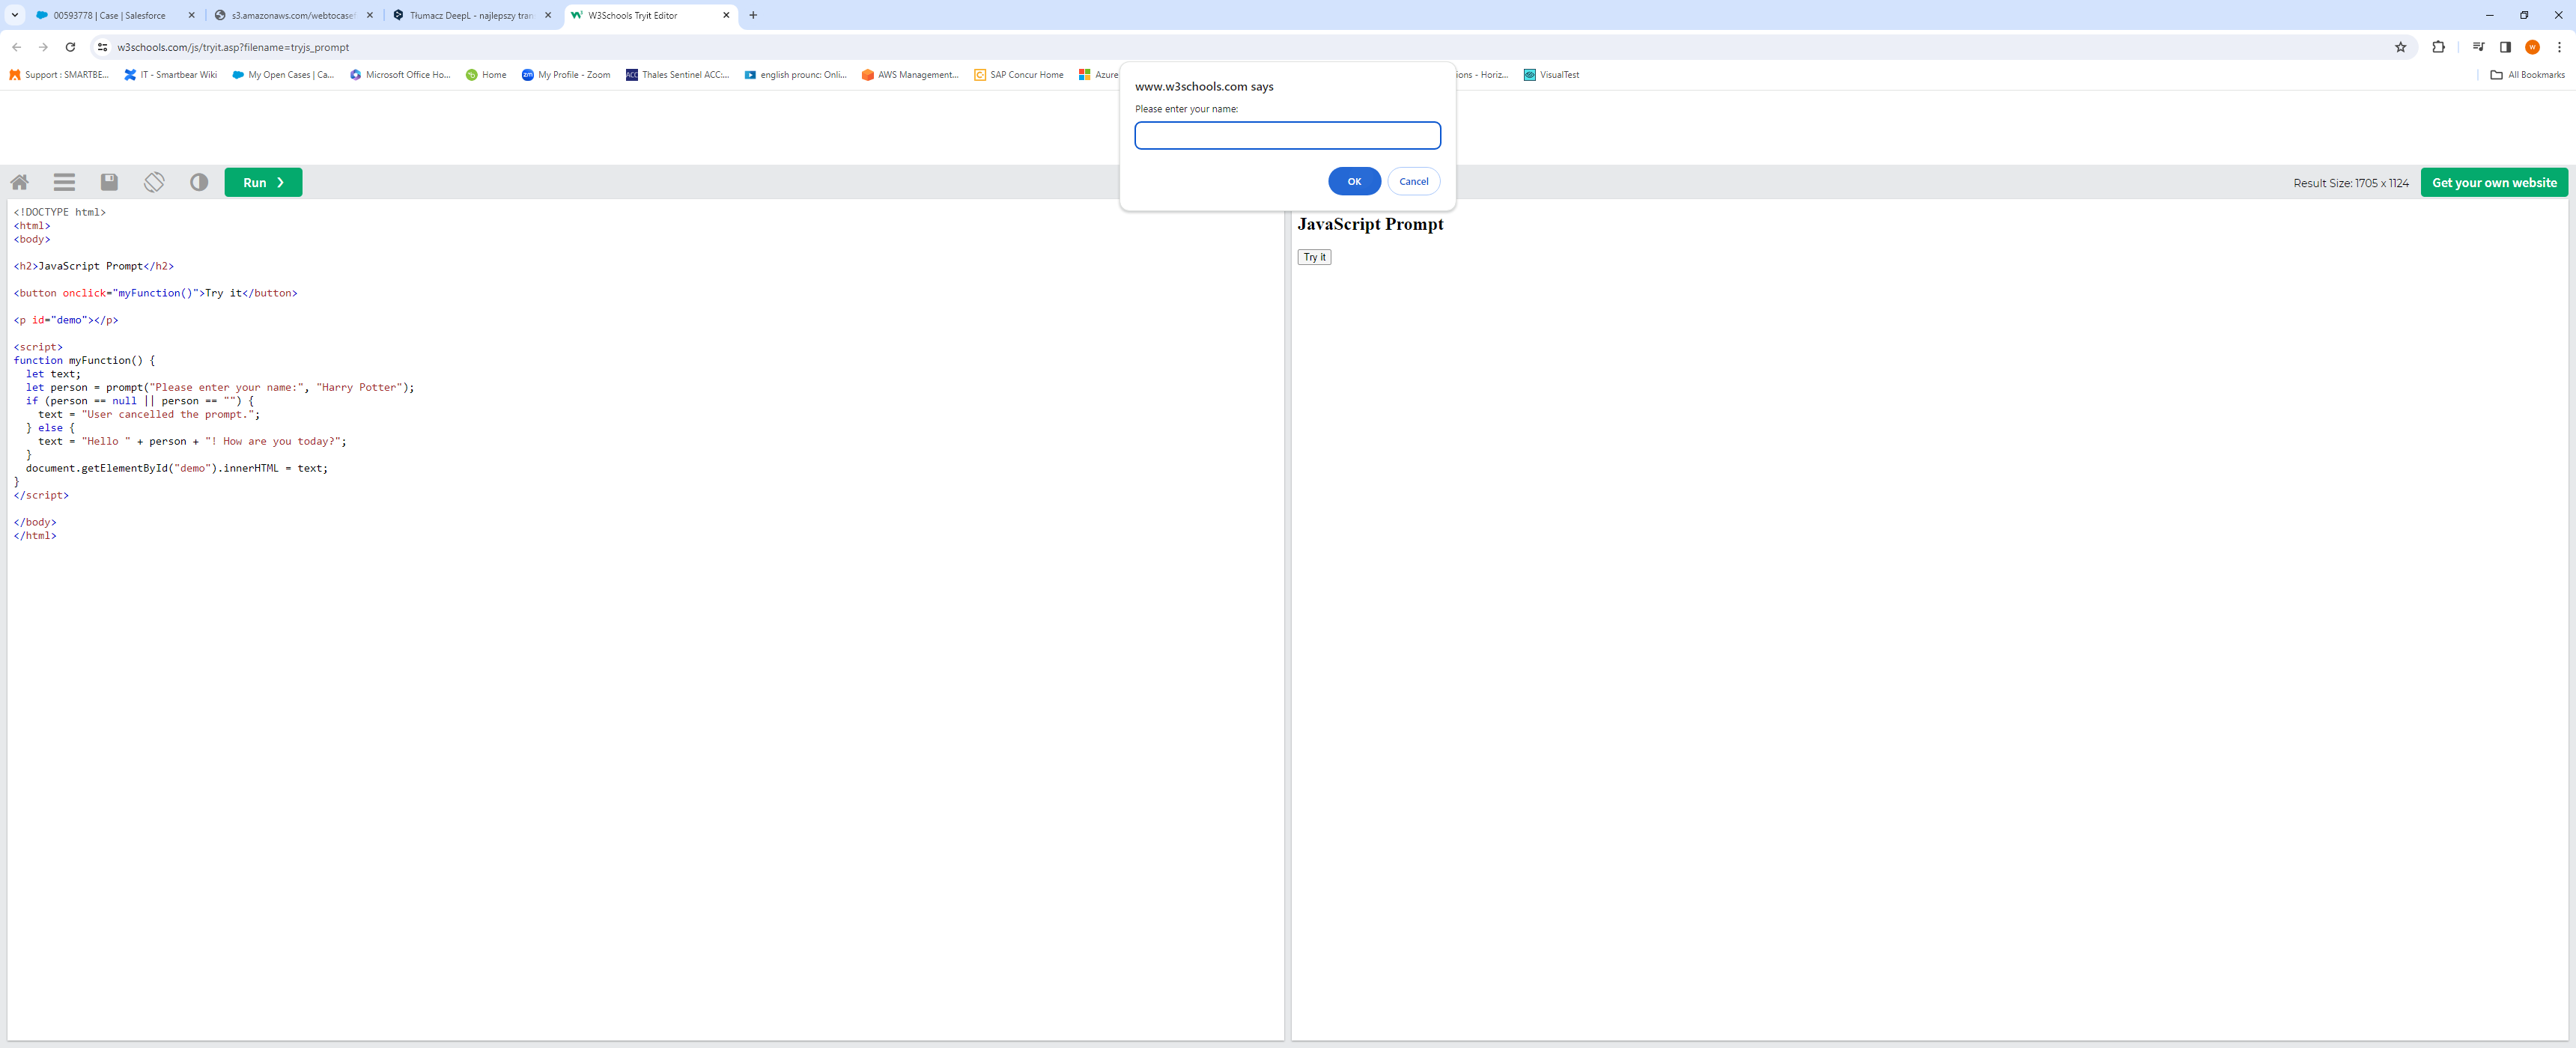 00593778 | Case | Salesforce
s3.amazonaws.com/webtocasef
Tłumacz DeepL - najlepszy tran
W3Schools Tryit Editor
w3schools.com/js/tryit.asp?filename=tryjs_prompt
Support : SMARTBE...
IT - Smartbear Wiki
My Open Cases | Ca...
Microsoft Office Ho...
Home
My Profile - Zoom
ACC
Thales Sentinel ACC:...
english prounc: Onli...
AWS Management...
SAP Concur Home
Azure
ions - Horiz...
VisualTest
All Bookmarks
www.w3schools.com says
Please enter your name:
OK
Cancel
Run ❯
Result Size: 1705 x 1124
Get your own website
<!DOCTYPE html>
<html>
<body>
<h2>JavaScript Prompt</h2>
<button onclick="myFunction()">Try it</button>
<p id="demo"></p>
<script>
function myFunction() {
let text;
let person = prompt("Please enter your name:", "Harry Potter");
if (person == null || person == "") {
text = "User cancelled the prompt.";
} else {
text = "Hello " + person + "! How are you today?";
}
document.getElementById("demo").innerHTML = text;
}
</script>
</body>
</html>
JavaScript Prompt
Try it